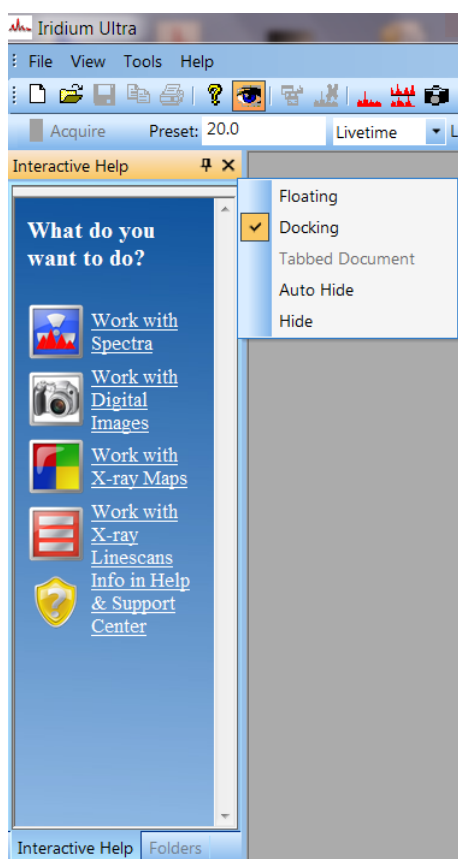 Iridium Ultra
File View Tools Help
Acquire Preset: 20.0 Livetime L
Interactive Help
Floating
Docking
Tabbed Document
Auto Hide
Hide
What do you
want to do?
Work with
Spectra
Work with
Digital
Images
Work with
X-ray Maps
Work with
X-ray
Linescans
Info in Help
& Support
Center
Interactive Help Folders